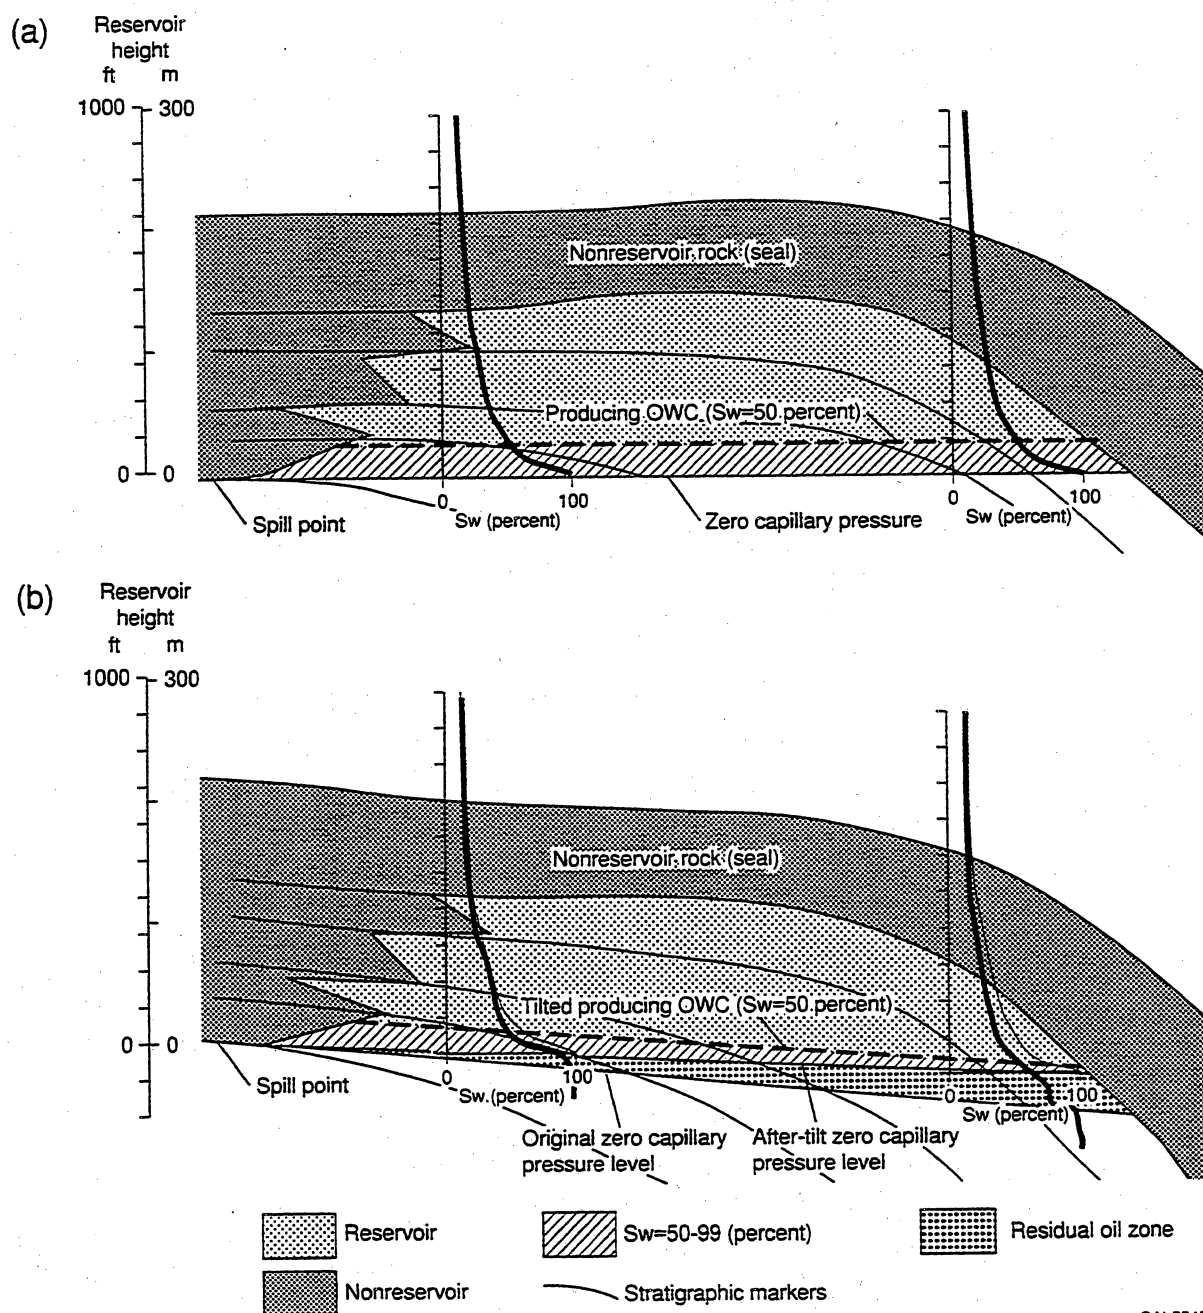 (a)
Reservoir
height
ft m
1000 300
Nonreservoir rock (seal)
Producing OWC (Sw=50 percent)
0 0
0 100
0 100
Spill point
Sw (percent)
Zero capillary pressure
Sw (percent)
(b)
Reservoir
height
ft m
1000 300
Nonreservoir rock (seal)
Tilted producing OWC (Sw=50 percent)
0 0
0 100
0 100
Spill point
Sw (percent)
Sw (percent)
Original zero capillary
pressure level
After-tilt zero capillary
pressure level
Reservoir
Sw=50-99 (percent)
Residual oil zone
Nonreservoir
Stratigraphic markers